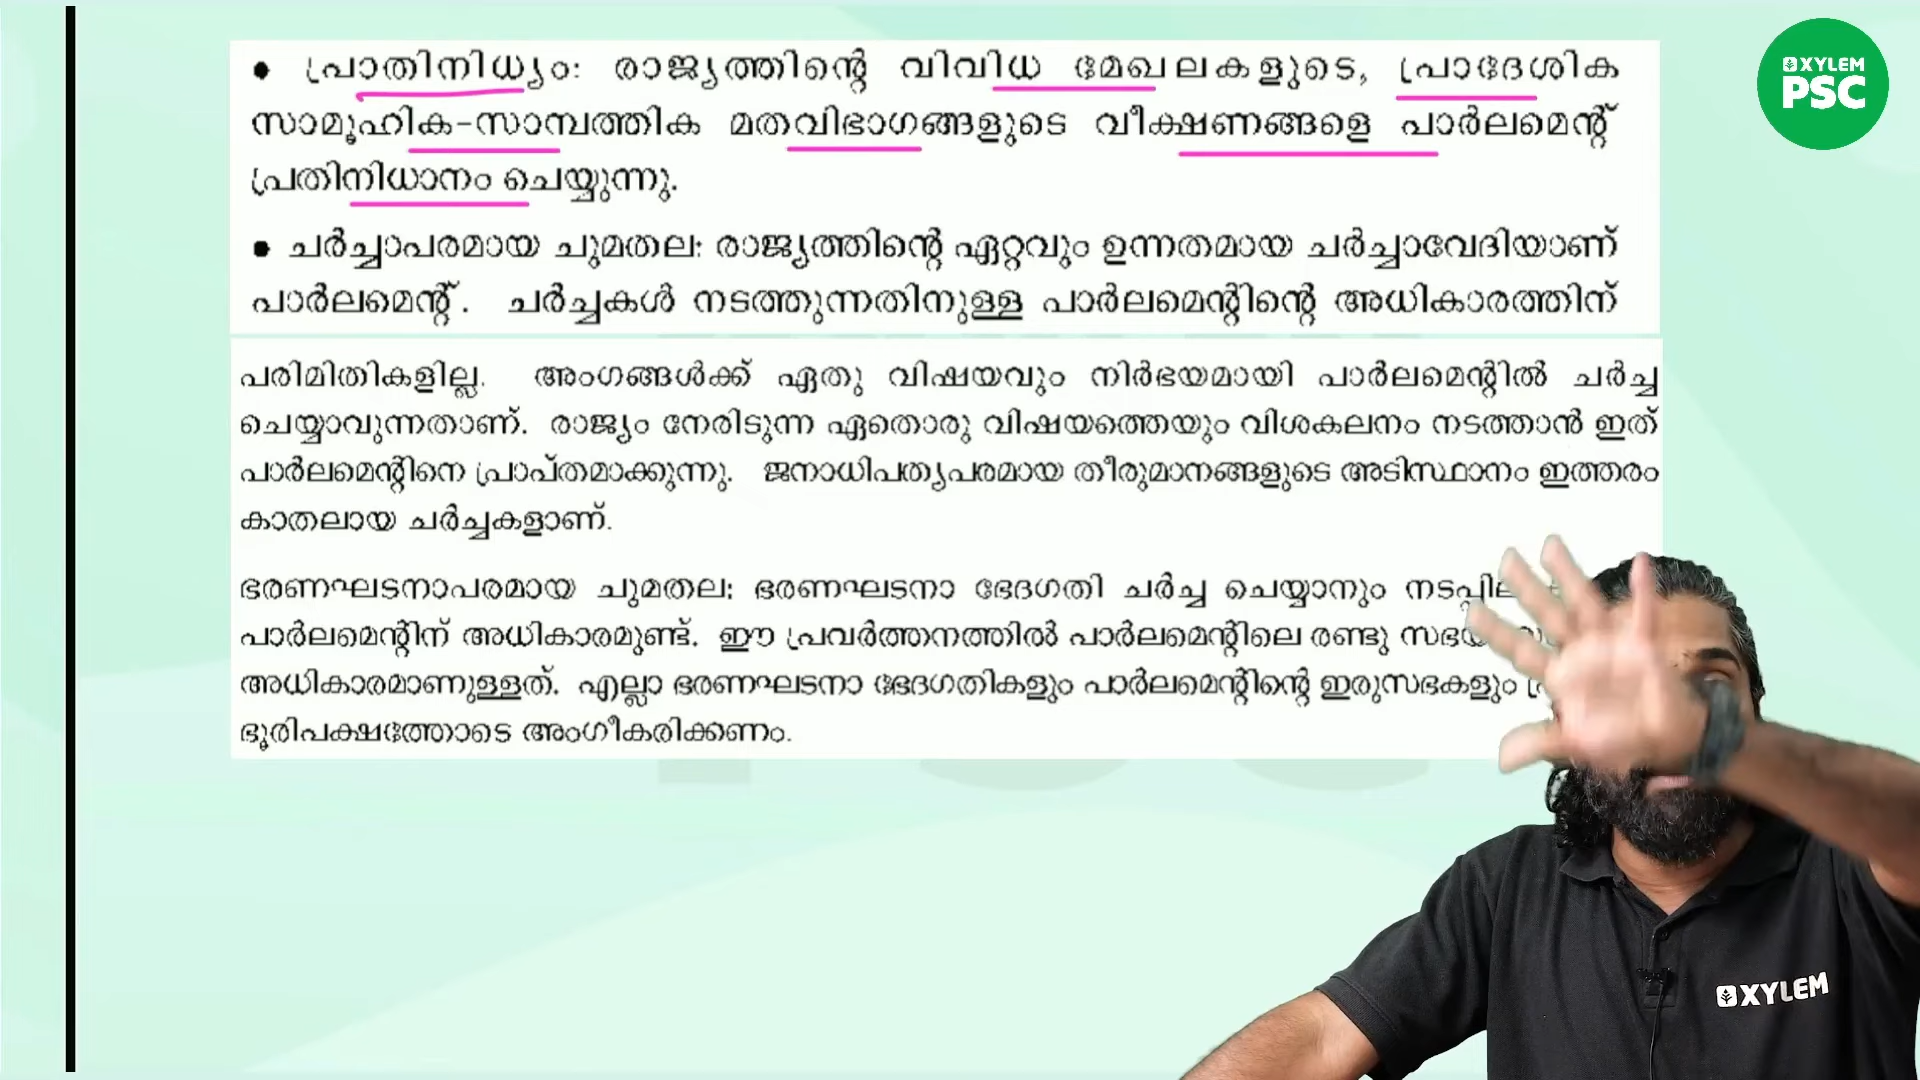 • പ്രാതിനിധ്യം: രാജ്യത്തിന്റെ വിവിധ മേഖലകളുടെ, പ്രാദേശിക
സാമൂഹിക-സാമ്പത്തിക മതവിഭാഗങ്ങളുടെ വീക്ഷണങ്ങളെ പാർലമെന്റ്
പ്രതിനിധാനം ചെയ്യുന്നു.
• ചർച്ചാപരമായ ചുമതല: രാജ്യത്തിന്റെ ഏറ്റവും ഉന്നതമായ ചർച്ചാവേദിയാണ്
പാർലമെന്റ്. ചർച്ചകൾ നടത്തുന്നതിനുള്ള പാർലമെന്റിന്റെ അധികാരത്തിന്
പരിമിതികളില്ല. അംഗങ്ങൾക്ക് ഏതു വിഷയവും നിർഭയമായി പാർലമെന്റിൽ ചർച്ച
ചെയ്യാവുന്നതാണ്. രാജ്യം നേരിടുന്ന ഏതൊരു വിഷയത്തെയും വിശകലനം നടത്താൻ ഇത്
പാർലമെന്റിനെ പ്രാപ്തമാക്കുന്നു. ജനാധിപത്യപരമായ തീരുമാനങ്ങളുടെ അടിസ്ഥാനം ഇത്തരം
കാതലായ ചർച്ചകളാണ്.
ഭരണഘടനാപരമായ ചുമതല: ഭരണഘടനാ ഭേദഗതി ചർച്ച ചെയ്യാനും
പാർലമെന്റിന് അധികാരമുണ്ട്. ഈ പ്രവർത്തനത്തിൽ പാർലമെന്റിലെ രണ്ടു
അധികാരമാണുള്ളത്. എല്ലാ ഭരണഘടനാ ഭേദഗതികളും പാർലമെന്റിന്റെ ഇരുസഭകളും
ഭൂരിപക്ഷത്തോടെ അംഗീകരിക്കണം.
XYLEM
PSC
XYLEM